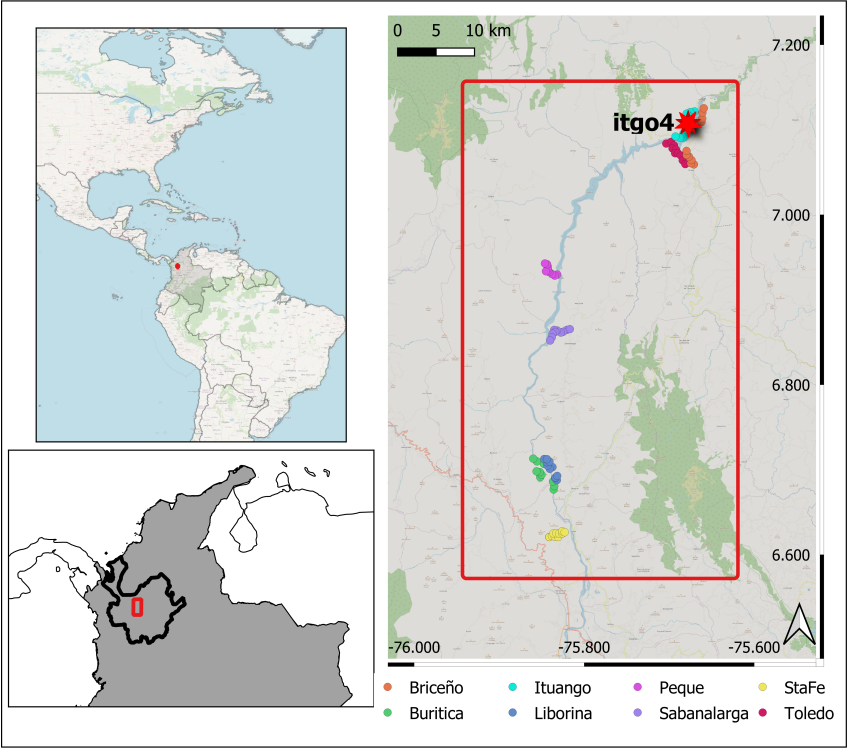 0 5 10 km
7.200
itgo4
7.000
6.800
6.600
-76.000 -75.800 -75.600
Briceño Ituango Peque StaFe
Buritica Liborina Sabanalarga Toledo